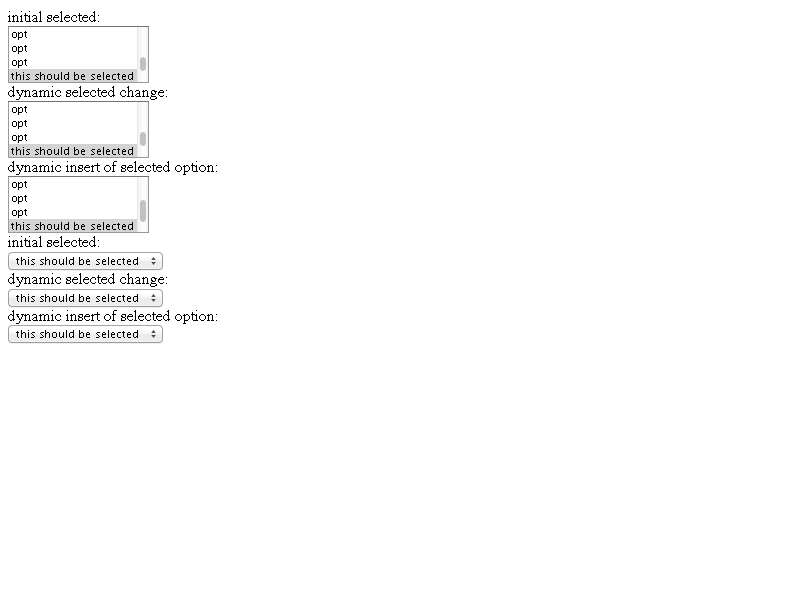 initial selected:
opt
opt
opt
this should be selected
dynamic selected change:
opt
opt
opt
this should be selected
dynamic insert of selected option:
opt
opt
opt
this should be selected
initial selected:
this should be selected
dynamic selected change:
this should be selected
dynamic insert of selected option:
this should be selected